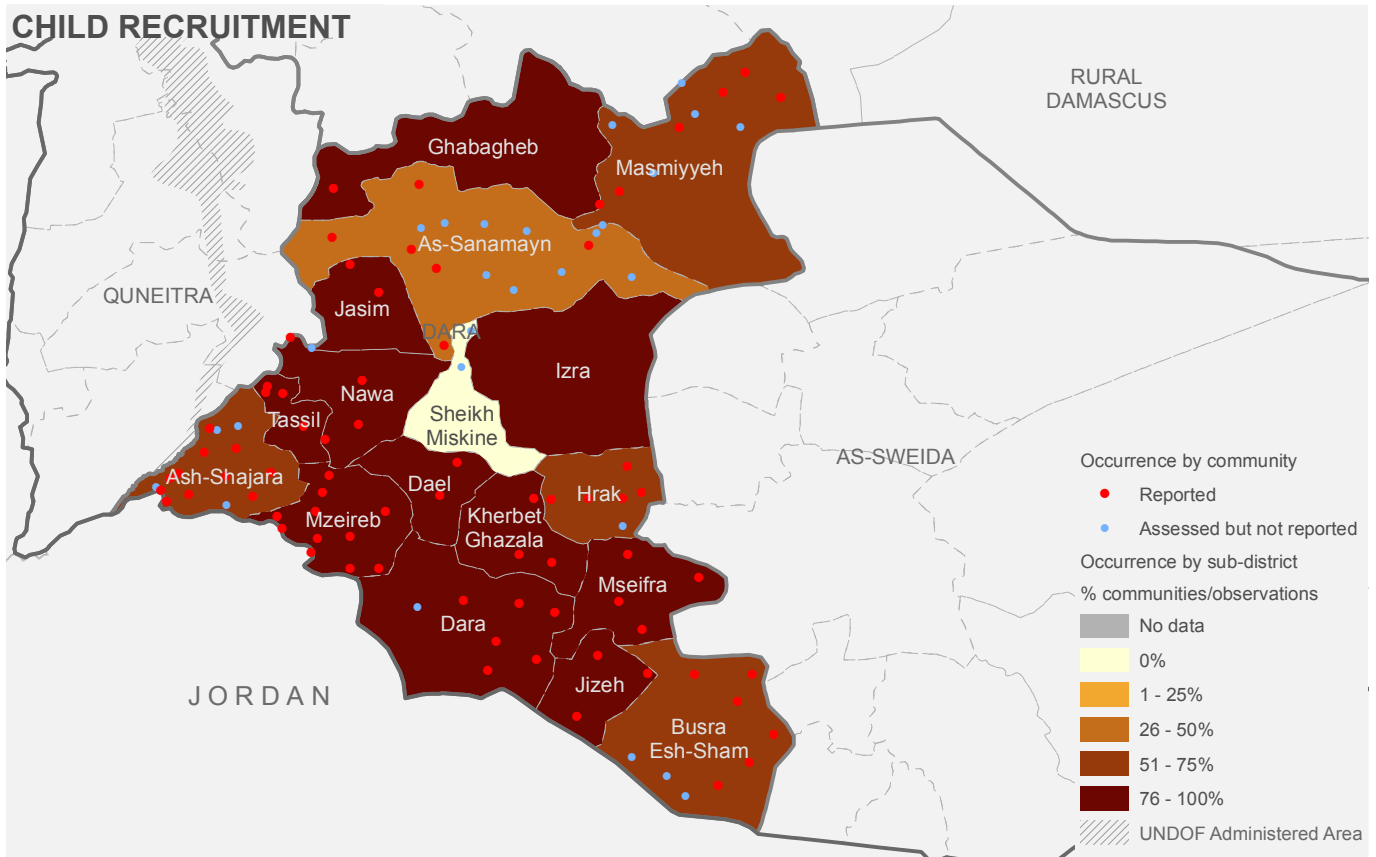 CHILD RECRUITMENT
RURAL
DAMASCUS
Ghabagheb
Masmiyyeh
As-Sanamayn
QUNEITRA
Jasim
DARA
Izra
Nawa
Sheikh
Miskine
Tassil
AS-SWEIDA
Ash-Shajara
Dael
Hrak
Mzeireb
Kherbet
Ghazala
Mseifra
Dara
JORDAN
Jizeh
Busra
Esh-Sham
Occurrence by community
Reported
Assessed but not reported
Occurrence by sub-district
% communities/observations
No data
0%
1 - 25%
26 - 50%
51 - 75%
76 - 100%
UNDOF Administered Area